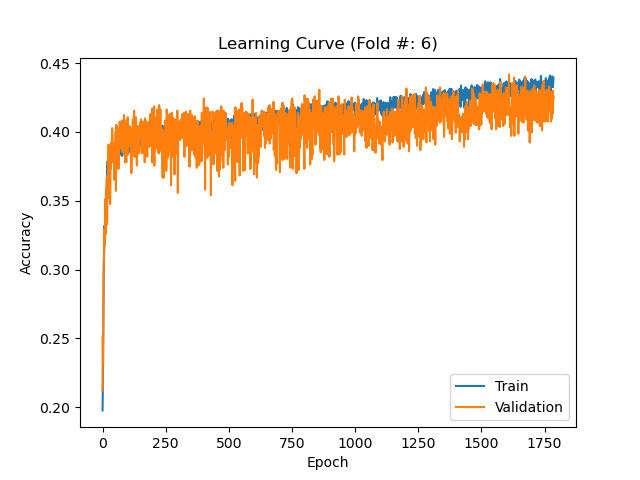 Learning Curve (Fold #: 6)
0.45
0.40
0.35
0.30
0.25
0.20
Accuracy
0 250 500 750 1000 1250 1500 1750
Epoch
Train
Validation